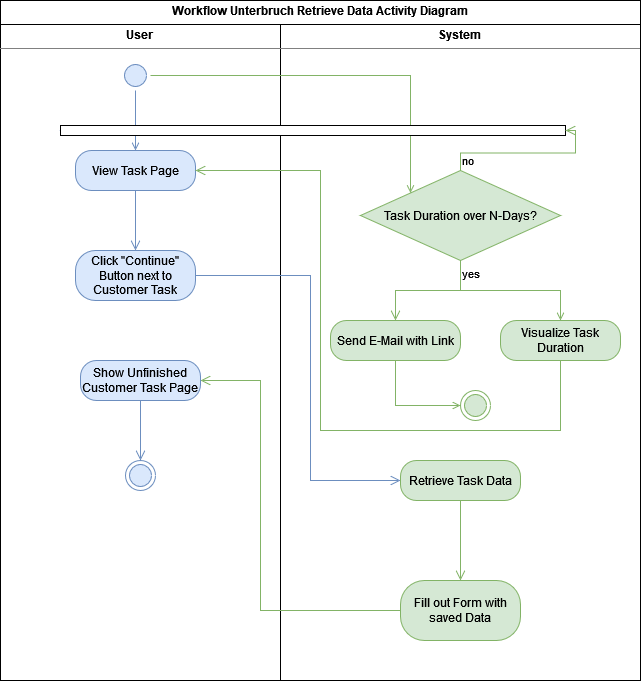 Workflow Unterbruch Retrieve Data Activity Diagram
User
System
no
View Task Page
Task Duration over N-Days?
Click "Continue"
Button next to
Customer Task
yes
Send E-Mail with Link
Visualize Task
Duration
Show Unfinished
Customer Task Page
Retrieve Task Data
Fill out Form with
saved Data